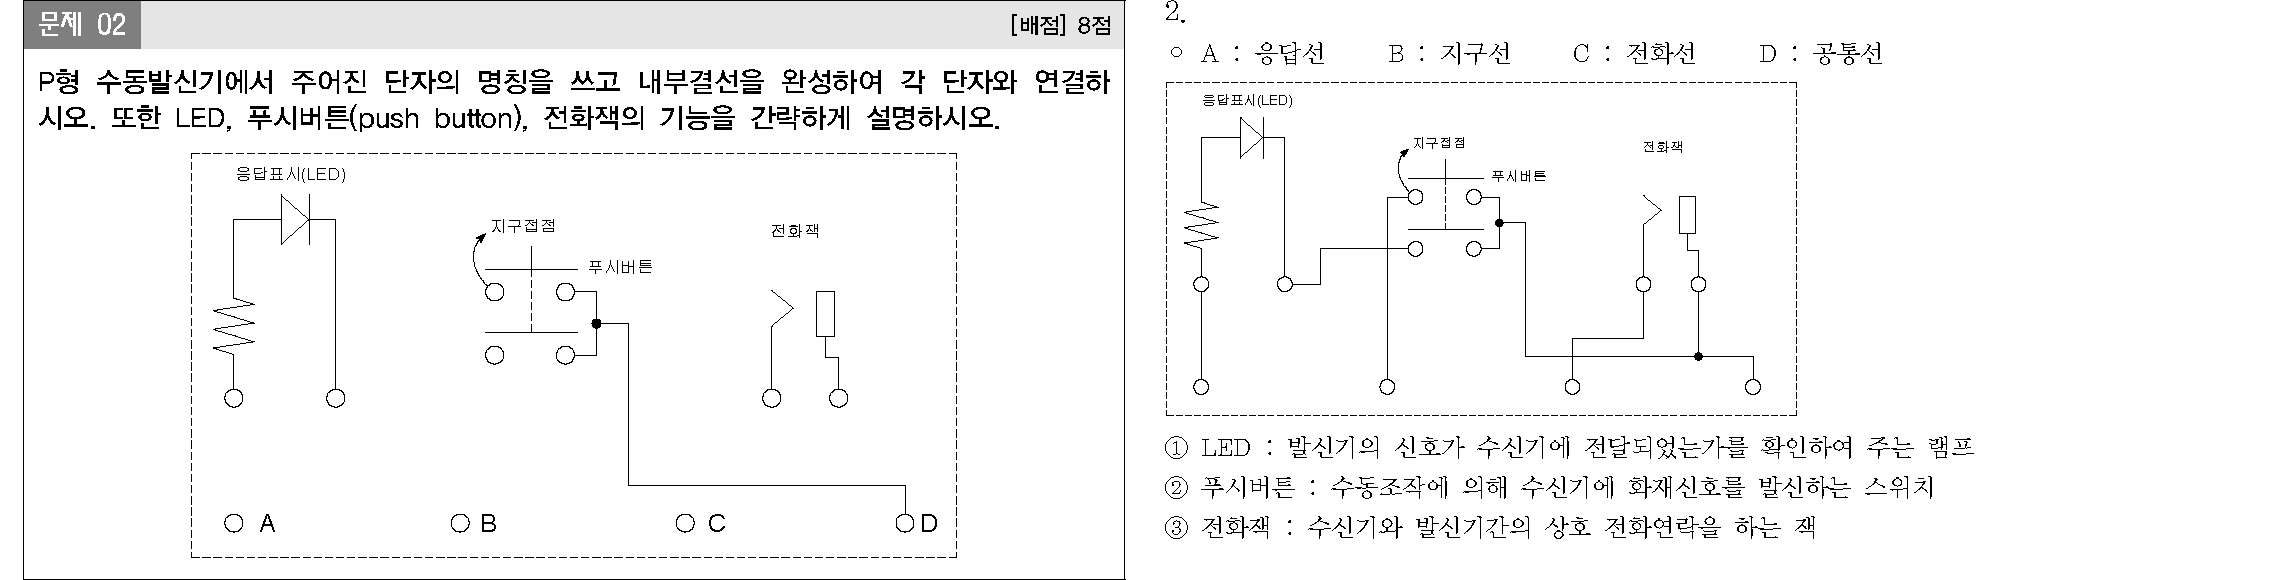 문제 02
[배점] 8점
P형 수동발신기에서 주어진 단자의 명칭을 쓰고 내부결선을 완성하여 각 단자와 연결하
시오. 또한 LED, 푸시버튼(push button), 전화잭의 기능을 간략하게 설명하시오.
응답표시(LED)
지구접점
푸시버튼
전화잭
A
B
C
D
2.
○ A : 응답선 B : 지구선 C : 전화선 D : 공통선
응답표시(LED)
지구접점
푸시버튼
전화잭
① LED : 발신기의 신호가 수신기에 전달되었는가를 확인하여 주는 램프
② 푸시버튼 : 수동조작에 의해 수신기에 화재신호를 발신하는 스위치
③ 전화잭 : 수신기와 발신기간의 상호 전화연락을 하는 잭